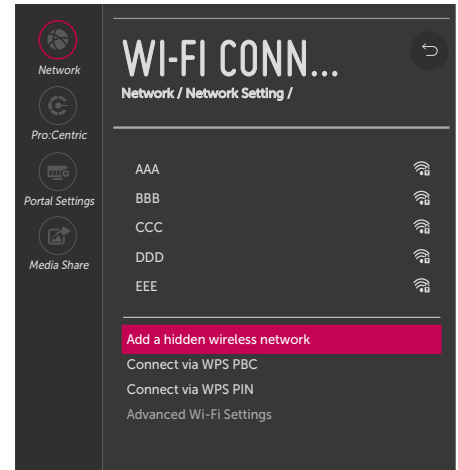 Network
Pro:Centric
Portal Settings
Media Share
WI-FI CONN...
Network / Network Setting /
AAA
BBB
CCC
DDD
EEE
Add a hidden wireless network
Connect via WPS PBC
Connect via WPS PIN
Advanced Wi-Fi Settings